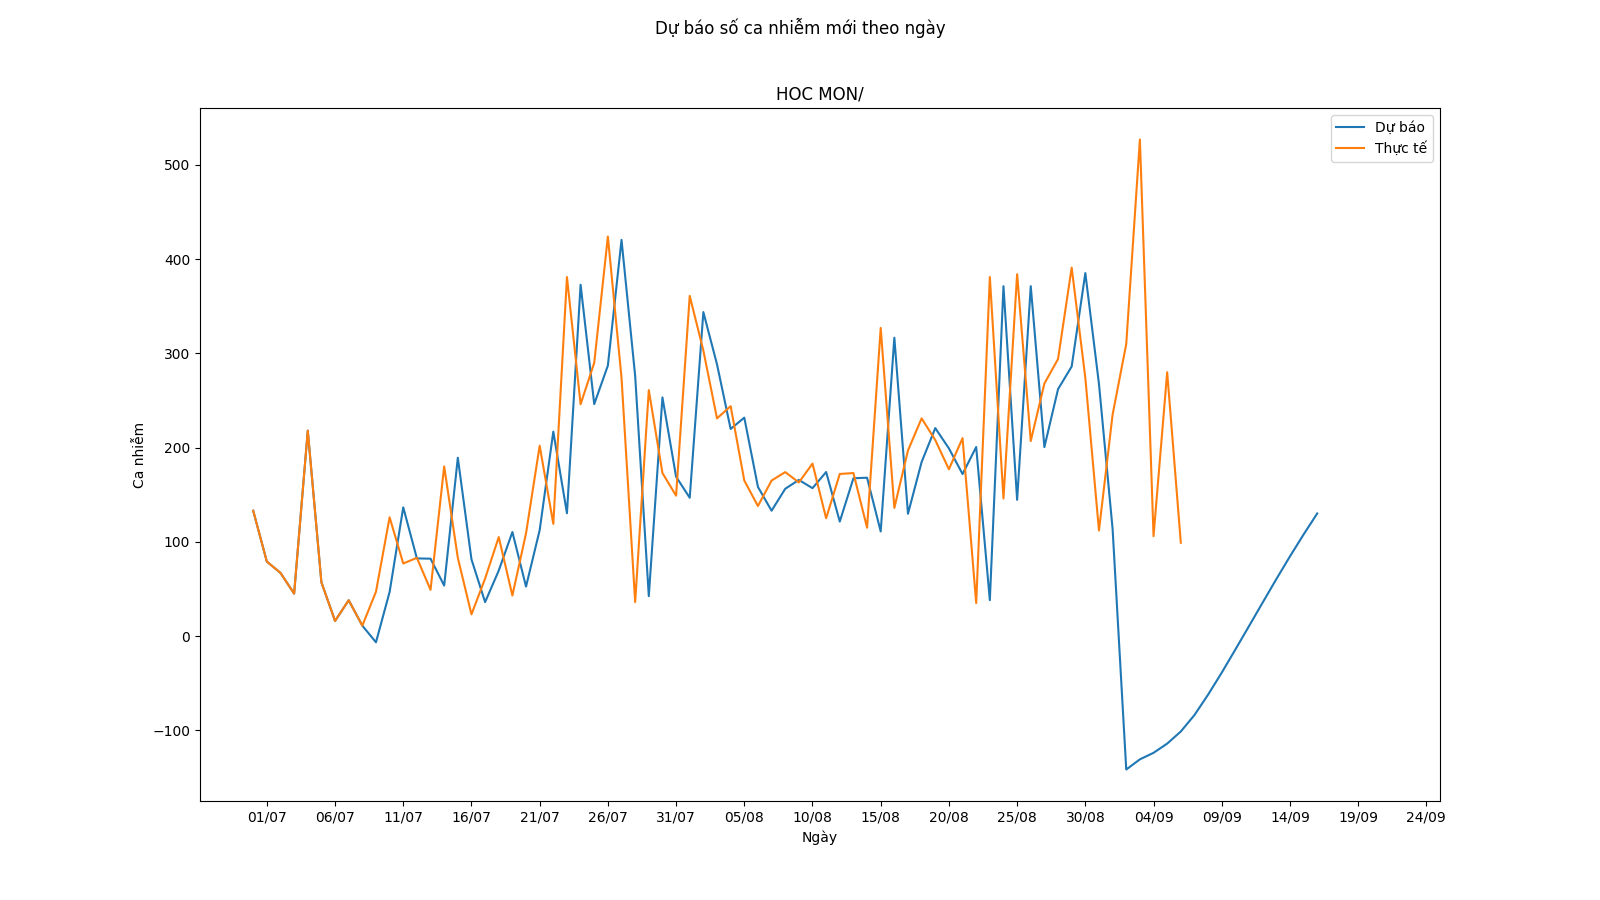 Dự báo số ca nhiễm mới theo ngày
HOC MON/
Dự báo
Thực tế
500
400
300
200
100
0
−100
Ca nhiễm
01/07 06/07 11/07 16/07 21/07 26/07 31/07 05/08 10/08 15/08 20/08 25/08 30/08 04/09 09/09 14/09 19/09 24/09
Ngày